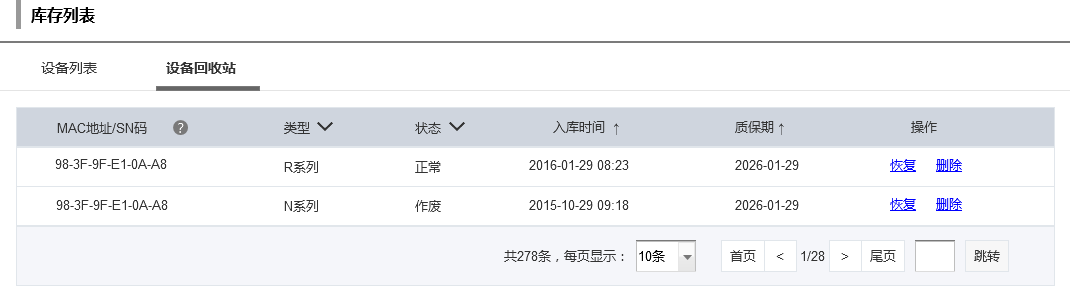 库存列表
设备列表 设备回收站
MAC地址/SN码 ? 类型 状态 入库时间 ↑ 质保期↑ 操作
98-3F-9F-E1-0A-A8 R系列 正常 2016-01-29 08:23 2026-01-29 恢复 删除
98-3F-9F-E1-0A-A8 N系列 作废 2015-10-29 09:18 2026-01-29 恢复 删除
共278条，每页显示： 10条 首页 < 1/28 > 尾页 跳转